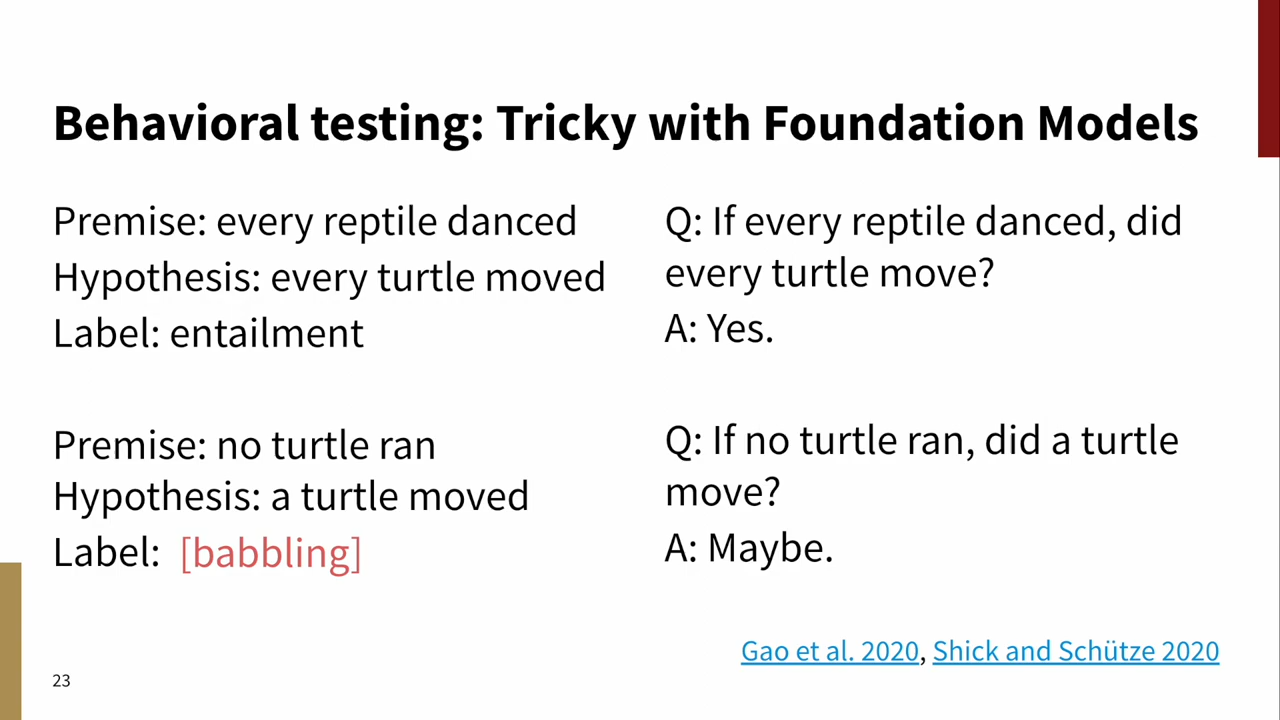 Behavioral testing: Tricky with Foundation Models
Premise: every reptile danced
Hypothesis: every turtle moved
Label: entailment
Premise: no turtle ran
Hypothesis: a turtle moved
Label: [babbling]
Q: If every reptile danced, did
every turtle move?
A: Yes.
Q: If no turtle ran, did a turtle
move?
A: Maybe.
Gao et al. 2020, Shick and Schütze 2020
23